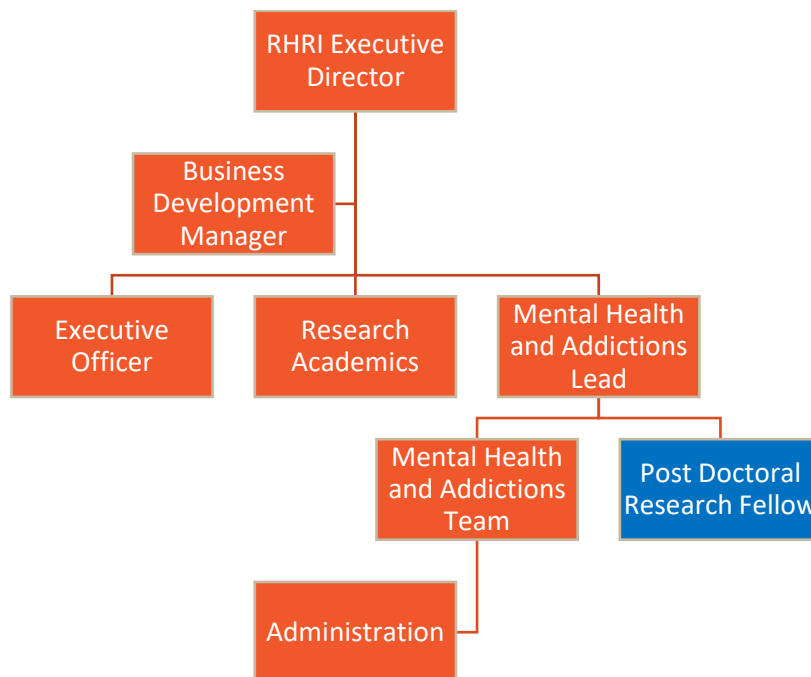 RHRI Executive
Director
Business
Development
Manager
Executive
Officer
Research
Academics
Mental Health
and Addictions
Lead
Mental Health
and Addictions
Team
Post Doctoral
Research Fellow
Administration